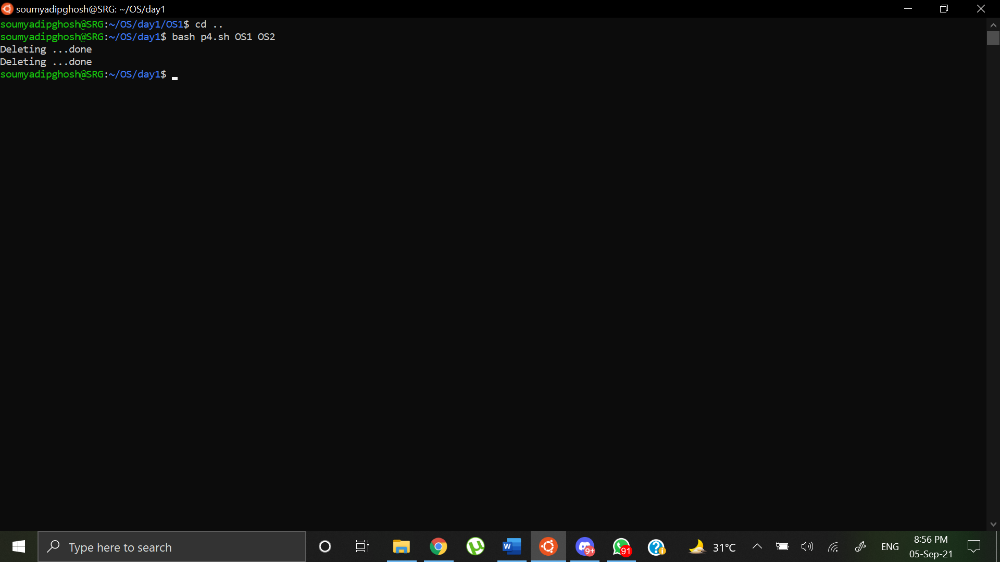 soumyadipghosh@SRG: ~/OS/day1
soumyadipghosh@SRG:~/OS/day1/OS1$ cd ..
soumyadipghosh@SRG:~/OS/day1$ bash p4.sh OS1 OS2
Deleting ...done
Deleting ...done
soumyadipghosh@SRG:~/OS/day1$
Type here to search
W
9+
91
31°C
ENG
8:56 PM
05-Sep-21